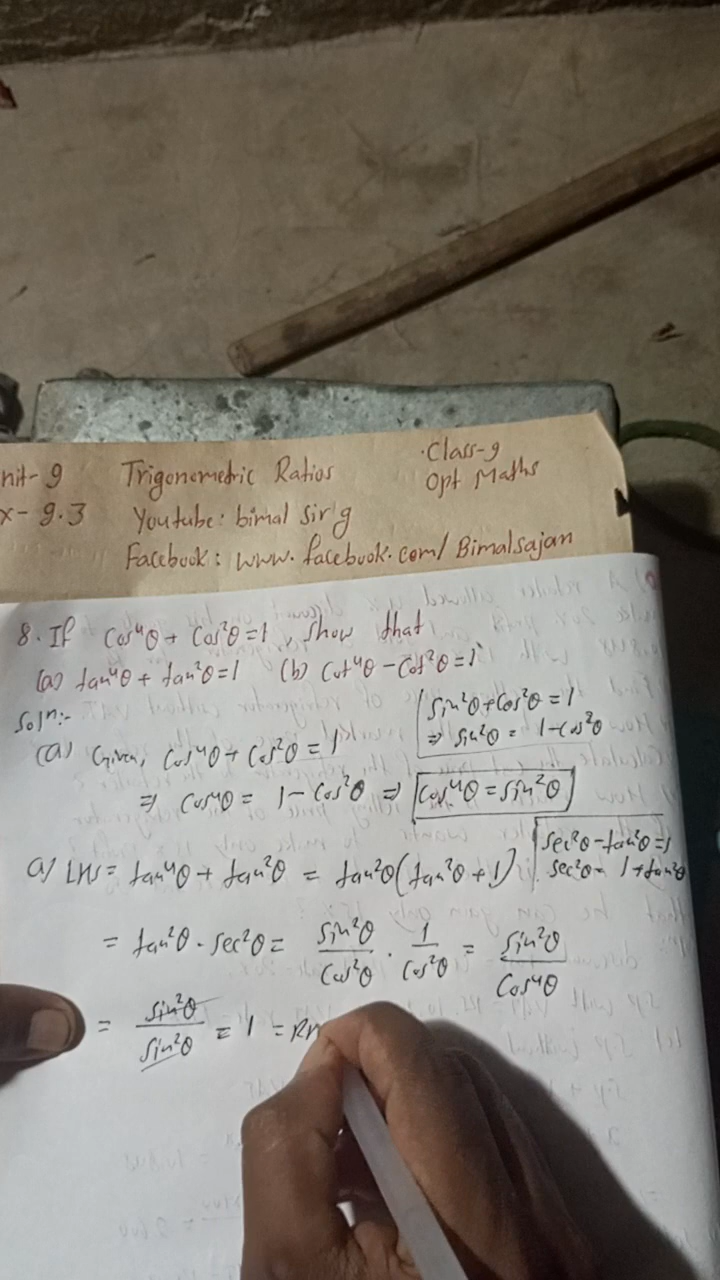 nit-9 Trigonometric Ratios Class-9
x-9.3 Youtube: bimal sir g Opt Maths
Facebook: www.facebook.com/Bimalsajan
8. If Cos⁴θ + Cos²θ = 1, show that
(a) tan⁴θ + tan²θ = 1 (b) Cot⁴θ - Cot²θ = 1
Soln:-
(a) Given, Cos⁴θ + Cos²θ = 1
sin²θ + Cos²θ = 1
⇒ sin²θ = 1 - Cos²θ
⇒ Cos⁴θ = 1 - Cos²θ ⇒ Cos⁴θ = sin²θ
a) LHS = tan⁴θ + tan²θ = tan²θ(tan²θ + 1)
sec²θ - tan²θ = 1
sec²θ = 1 + tan²θ
= tan²θ . sec²θ = sin²θ/Cos²θ . 1/Cos²θ = sin²θ/Cos⁴θ
= sin²θ/sin²θ = 1 = RH